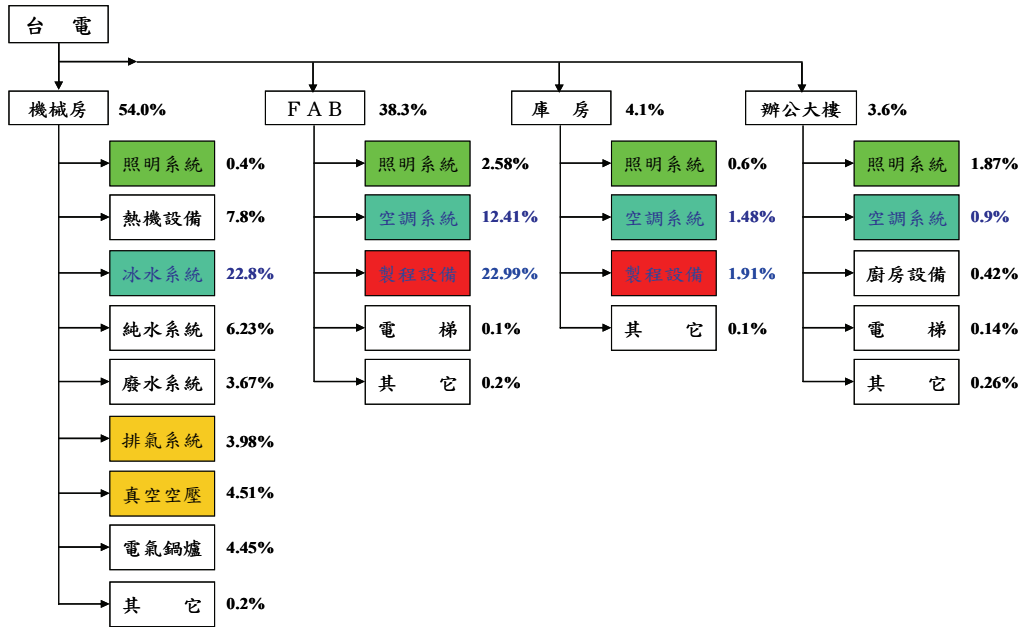 台電
機械房 54.0%
照明系統 0.4%
熱機設備 7.8%
冰水系統 22.8%
純水系統 6.23%
廢水系統 3.67%
排氣系統 3.98%
真空空壓 4.51%
電氣鍋爐 4.45%
其它 0.2%
FAB 38.3%
照明系統 2.58%
空調系統 12.41%
製程設備 22.99%
電梯 0.1%
其它 0.2%
庫房 4.1%
照明系統 0.6%
空調系統 1.48%
製程設備 1.91%
其它 0.1%
辦公大樓 3.6%
照明系統 1.87%
空調系統 0.9%
廚房設備 0.42%
電梯 0.14%
其它 0.26%